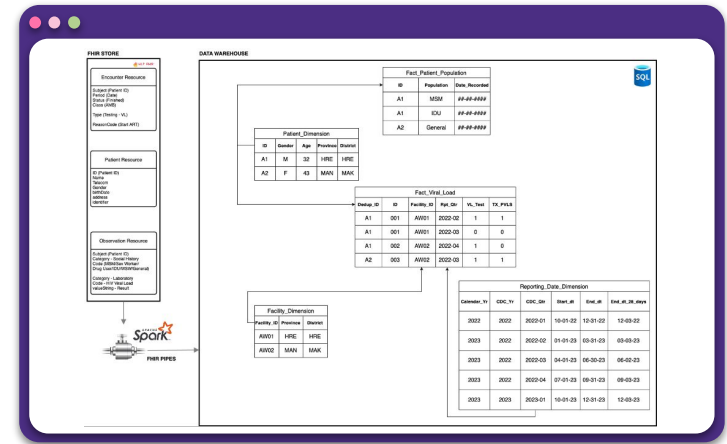 FHIR STORE
DATA WAREHOUSE
Encounter Resource
Subject (Patient ID)
Period (Date)
Status (Finished)
Class (AMB)
Type (Testing - VL)
ReasonCode (Start ART)
Patient Resource
ID (Patient ID)
Name
Telecom
Gender
birthDate
address
identifier
Observation Resource
Subject (Patient ID)
Category - Social History
Drug User/IDU/MSM/General)
Category - Laboratory
Code - HIV Viral Load
valueString - Result
APACHE
Spark
FHIR PIPES
SQL
Fact_Patient_Population
ID Population Date_Recorded
A1 MSM ##-##-####
A1 IDU ##-##-####
A2 General ##-##-####
Patient_Dimension
ID Gender Age Province District
A1 M 32 HRE HRE
A2 F 43 MAN MAK
Fact_Viral_Load
Dedup_ID ID Facility_ID Rpt_Qtr VL_Test TX_PVLS
A1 001 AW01 2022-02 1 1
A1 001 AW01 2022-03 0 0
A1 002 AW02 2022-04 1 0
A2 003 AW02 2022-03 1 1
Facility_Dimension
Facility_ID Province District
AW01 HRE HRE
AW02 MAN MAK
Reporting_Date_Dimension
Calendar_Yr CDC_Yr CDC_Qtr Start_dt End_dt End_dt_28_days
2022 2022 2022-01 10-01-22 12-31-22 12-03-22
2023 2022 2022-02 01-01-23 03-31-23 03-03-23
2023 2022 2022-03 04-01-23 06-30-23 06-02-23
2023 2022 2022-04 07-01-23 09-31-23 09-03-23
2023 2023 2023-01 10-01-23 12-31-23 12-03-23